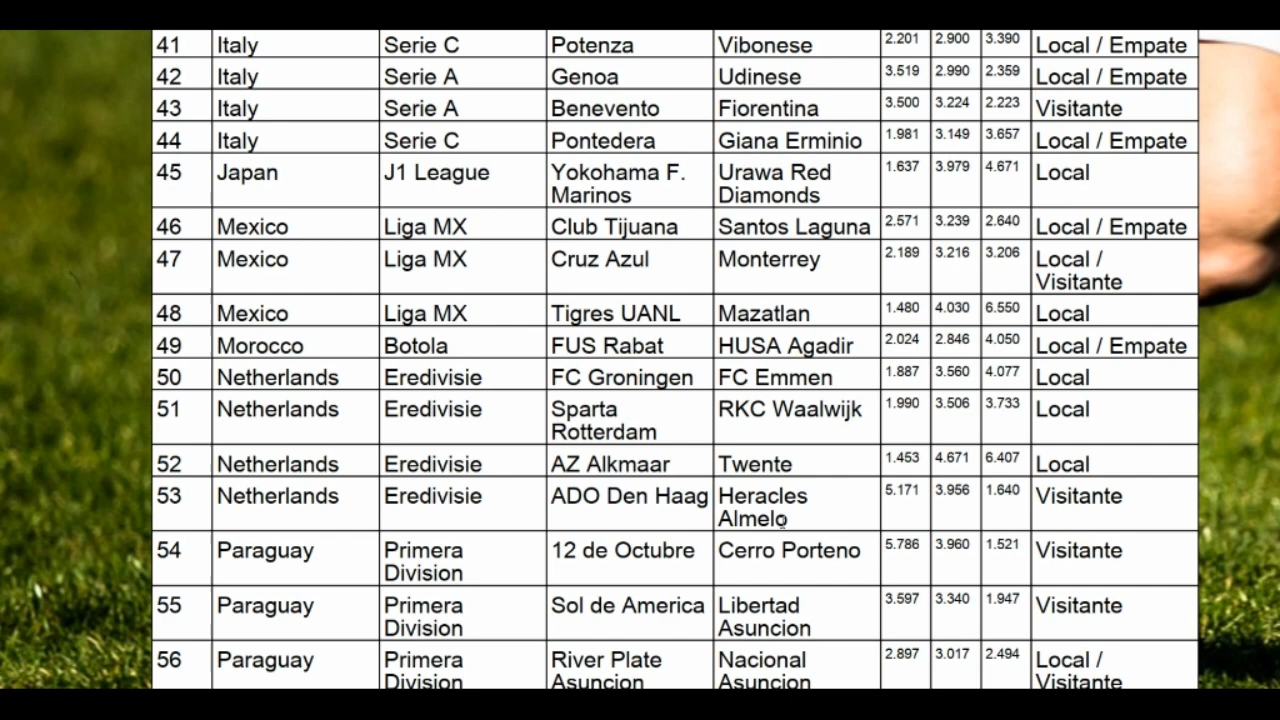 41 Italy Serie C Potenza Vibonese 2.201 2.900 3.390 Local / Empate
42 Italy Serie A Genoa Udinese 3.519 2.990 2.359 Local / Empate
43 Italy Serie A Benevento Fiorentina 3.500 3.224 2.223 Visitante
44 Italy Serie C Pontedera Giana Erminio 1.981 3.149 3.657 Local / Empate
45 Japan J1 League Yokohama F. Urawa Red 1.637 3.979 4.671 Local
Marinos Diamonds
46 Mexico Liga MX Club Tijuana Santos Laguna 2.571 3.239 2.640 Local / Empate
47 Mexico Liga MX Cruz Azul Monterrey 2.189 3.216 3.206 Local /
Visitante
48 Mexico Liga MX Tigres UANL Mazatlan 1.480 4.030 6.550 Local
49 Morocco Botola FUS Rabat HUSA Agadir 2.024 2.846 4.050 Local / Empate
50 Netherlands Eredivisie FC Groningen FC Emmen 1.887 3.560 4.077 Local
51 Netherlands Eredivisie Sparta RKC Waalwijk 1.990 3.506 3.733 Local
Rotterdam
52 Netherlands Eredivisie AZ Alkmaar Twente 1.453 4.671 6.407 Local
53 Netherlands Eredivisie ADO Den Haag Heracles 5.171 3.956 1.640 Visitante
Almelo
54 Paraguay Primera 12 de Octubre Cerro Porteno 5.786 3.960 1.521 Visitante
Division
55 Paraguay Primera Sol de America Libertad 3.597 3.340 1.947 Visitante
Division Asuncion
56 Paraguay Primera River Plate Nacional 2.897 3.017 2.494 Local /
Division Asuncion Asuncion Visitante